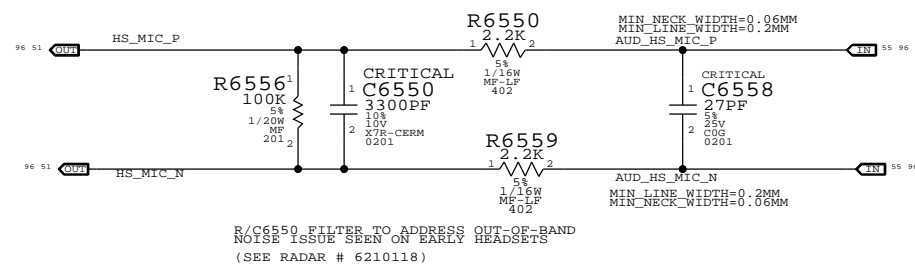 R6550
2.2K
1 2
5%
1/16W
MF-LF
402
MIN_NECK_WIDTH=0.06MM
MIN_LINE_WIDTH=0.2MM
96 51 OUT HS_MIC_P
AUD_HS_MIC_P
IN 55 96
R6556
100K
5%
1/20W
MF
201
1
2
CRITICAL
C6550
3300PF
10%
10V
X7R-CERM
0201
1
2
CRITICAL
C6558
27PF
5%
25V
C0G
0201
1
2
R6559
2.2K
1 2
5%
1/16W
MF-LF
402
96 51 OUT HS_MIC_N
AUD_HS_MIC_N
IN 55 96
MIN_LINE_WIDTH=0.2MM
MIN_NECK_WIDTH=0.06MM
R/C6550 FILTER TO ADDRESS OUT-OF-BAND
NOISE ISSUE SEEN ON EARLY HEADSETS
(SEE RADAR # 6210118)